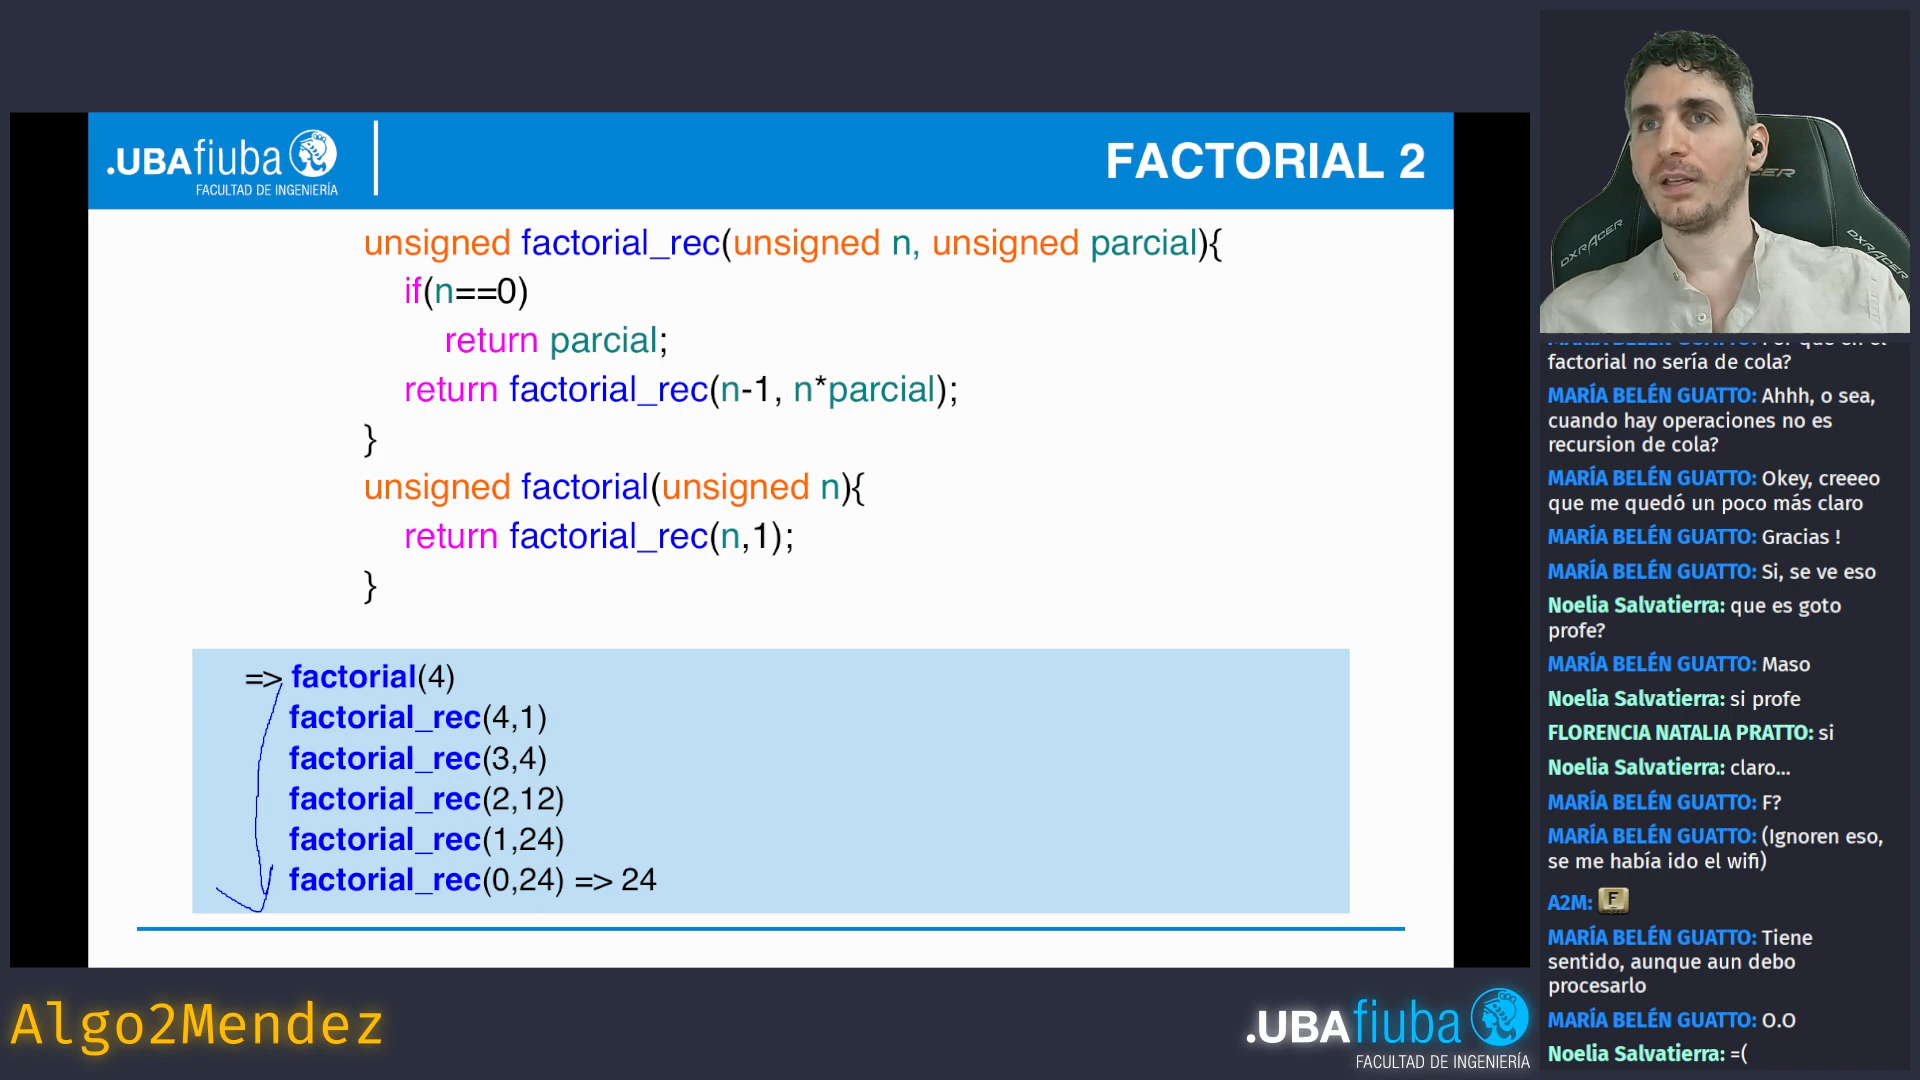 .UBAfiuba
FACULTAD DE INGENIERÍA
FACTORIAL 2
unsigned factorial_rec(unsigned n, unsigned parcial){
if(n==0)
return parcial;
return factorial_rec(n-1, n*parcial);
}
unsigned factorial(unsigned n){
return factorial_rec(n,1);
}
=> factorial(4)
factorial_rec(4,1)
factorial_rec(3,4)
factorial_rec(2,12)
factorial_rec(1,24)
factorial_rec(0,24) => 24
Algo2Mendez
.UBAfiuba
FACULTAD DE INGENIERÍA
DXRACER
DXRACER
factorial no sería de cola?
MARÍA BELÉN GUATTO: Ahhh, o sea,
cuando hay operaciones no es
recursion de cola?
MARÍA BELÉN GUATTO: Okey, creeeo
que me quedó un poco más claro
MARÍA BELÉN GUATTO: Gracias !
MARÍA BELÉN GUATTO: Si, se ve eso
Noelia Salvatierra: que es goto
profe?
MARÍA BELÉN GUATTO: Maso
Noelia Salvatierra: si profe
FLORENCIA NATALIA PRATTO: si
Noelia Salvatierra: claro...
MARÍA BELÉN GUATTO: F?
MARÍA BELÉN GUATTO: (Ignoren eso,
se me había ido el wifi)
A2M: F
MARÍA BELÉN GUATTO: Tiene
sentido, aunque aun debo
procesarlo
MARÍA BELÉN GUATTO: O.O
Noelia Salvatierra: =(